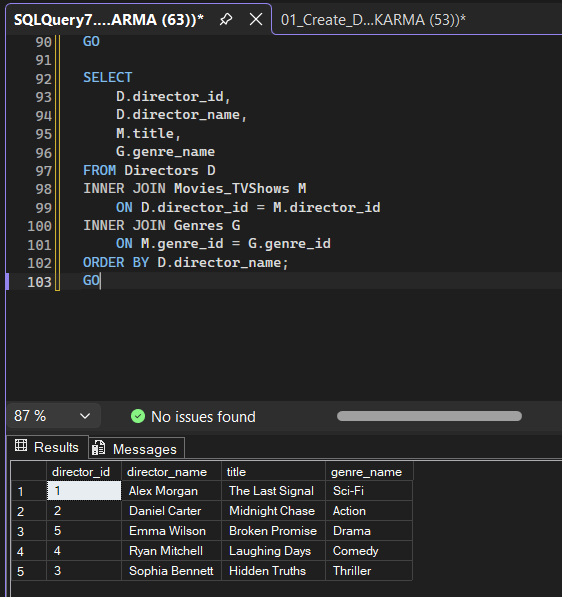 SQLQuery7....ARMA (63))*
01_Create_D...KARMA (53))*
90 GO
91
92 SELECT
93 D.director_id,
94 D.director_name,
95 M.title,
96 G.genre_name
97 FROM Directors D
98 INNER JOIN Movies_TVShows M
99 ON D.director_id = M.director_id
100 INNER JOIN Genres G
101 ON M.genre_id = G.genre_id
102 ORDER BY D.director_name;
103 GO
87 % No issues found
Results Messages
director_id director_name title genre_name
1 1 Alex Morgan The Last Signal Sci-Fi
2 2 Daniel Carter Midnight Chase Action
3 5 Emma Wilson Broken Promise Drama
4 4 Ryan Mitchell Laughing Days Comedy
5 3 Sophia Bennett Hidden Truths Thriller